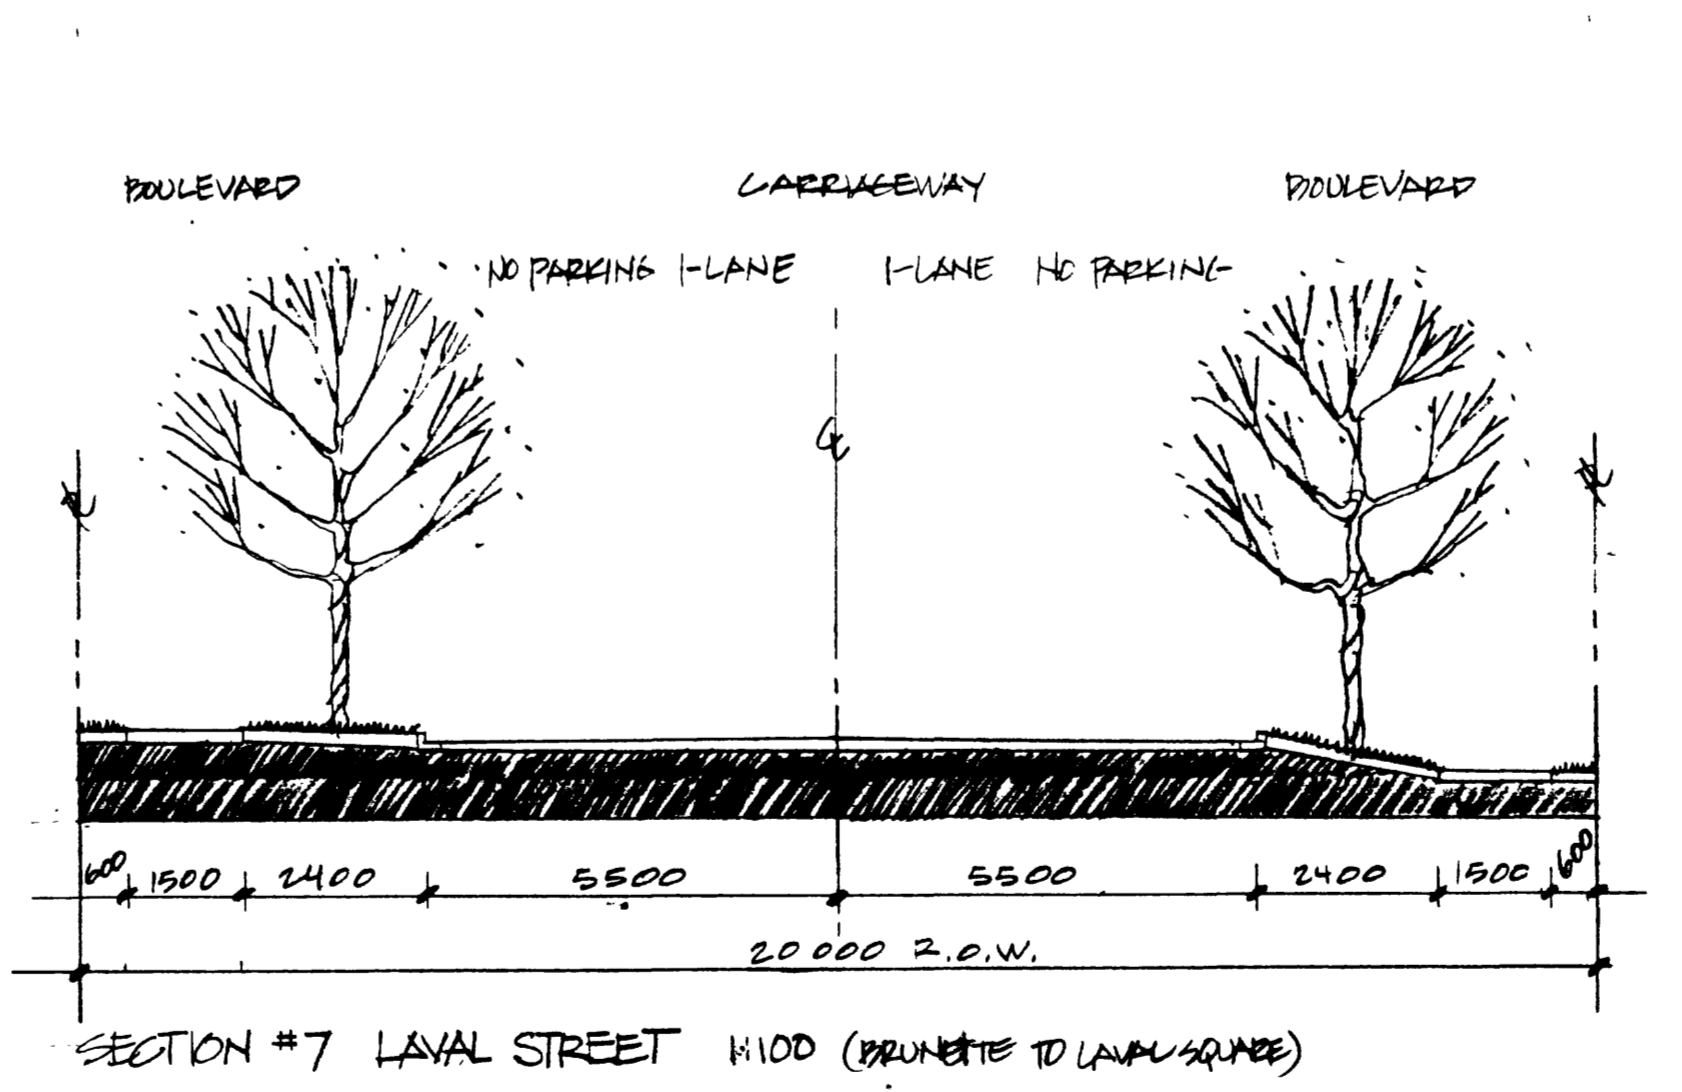 BOULEVARD CARRIAGEWAY BOULEVARD
NO PARKING 1-LANE 1-LANE NO PARKING
℄
600 1500 2400 5500 5500 2400 1500 600
20 000 R.O.W.
SECTION #7 LAVAL STREET 1:100 (BRUNETTE TO LAVAL SQUARE)